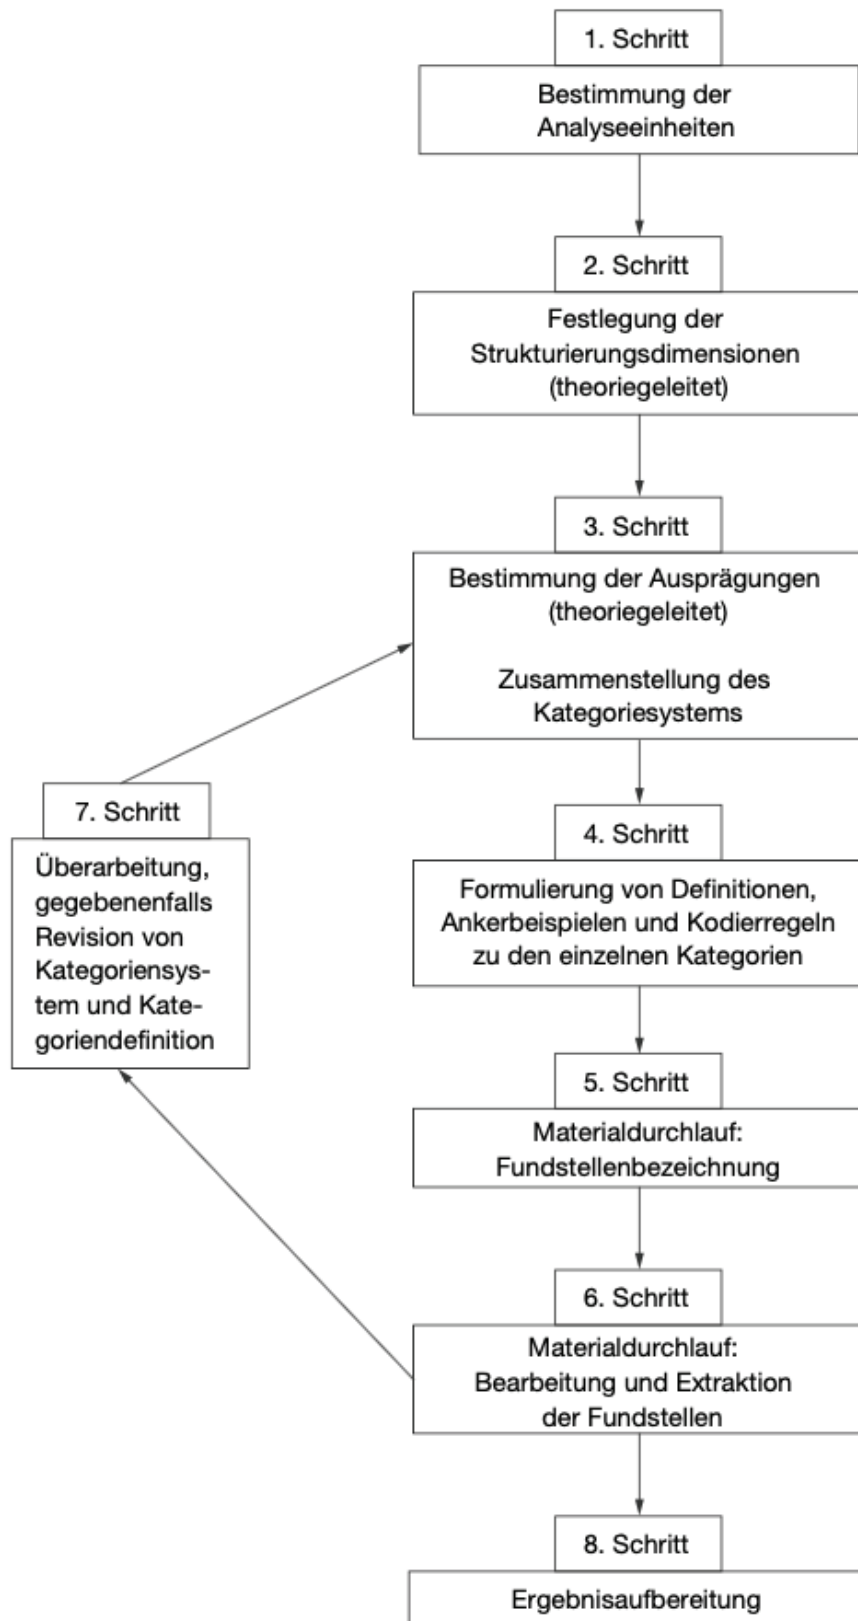 1. Schritt
Bestimmung der
Analyseeinheiten
2. Schritt
Festlegung der
Strukturierungsdimensionen
(theoriegeleitet)
3. Schritt
Bestimmung der Ausprägungen
(theoriegeleitet)
Zusammenstellung des
Kategoriesystems
4. Schritt
Formulierung von Definitionen,
Ankerbeispielen und Kodierregeln
zu den einzelnen Kategorien
5. Schritt
Materialdurchlauf:
Fundstellenbezeichnung
6. Schritt
Materialdurchlauf:
Bearbeitung und Extraktion
der Fundstellen
7. Schritt
Überarbeitung,
gegebenenfalls
Revision von
Kategoriensys-
tem und Kate-
goriendefinition
8. Schritt
Ergebnisaufbereitung